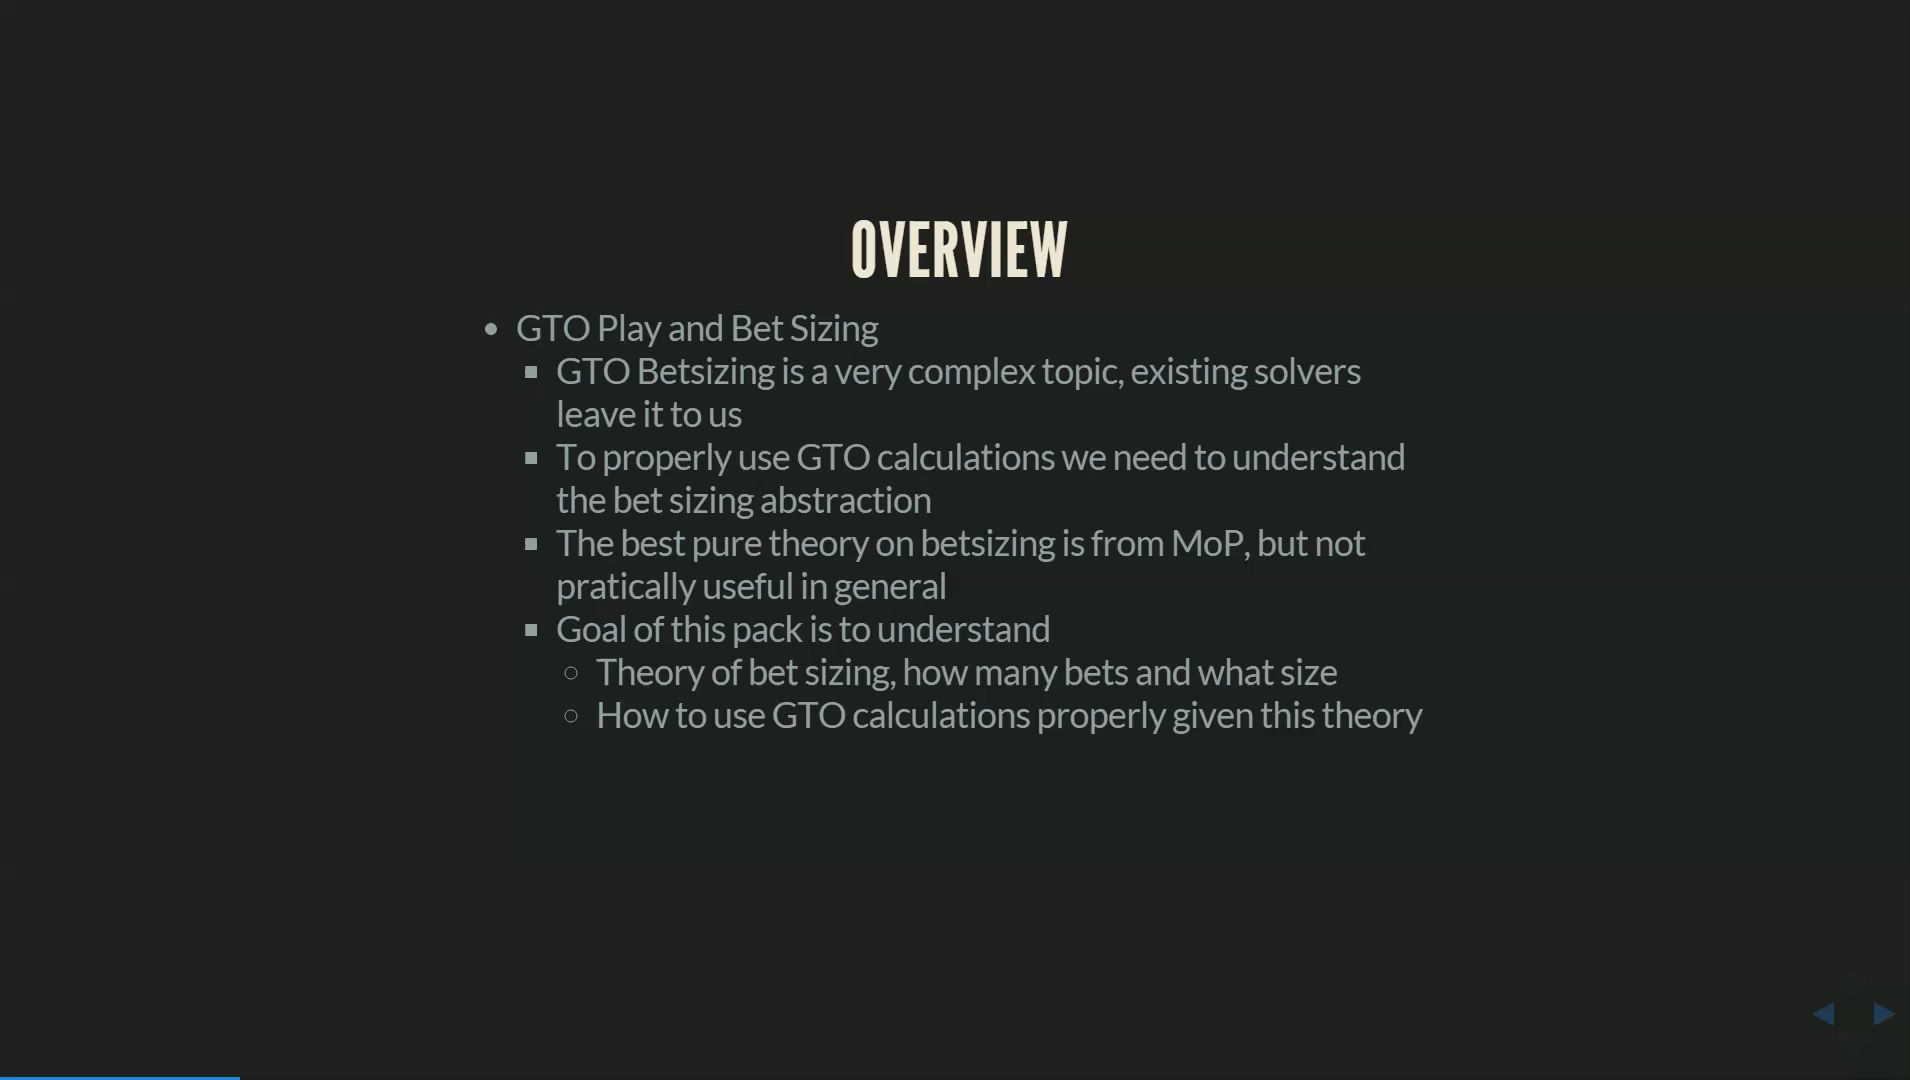 OVERVIEW
GTO Play and Bet Sizing
GTO Betsizing is a very complex topic, existing solvers
leave it to us
To properly use GTO calculations we need to understand
the bet sizing abstraction
The best pure theory on betsizing is from MoP, but not
pratically useful in general
Goal of this pack is to understand
Theory of bet sizing, how many bets and what size
How to use GTO calculations properly given this theory